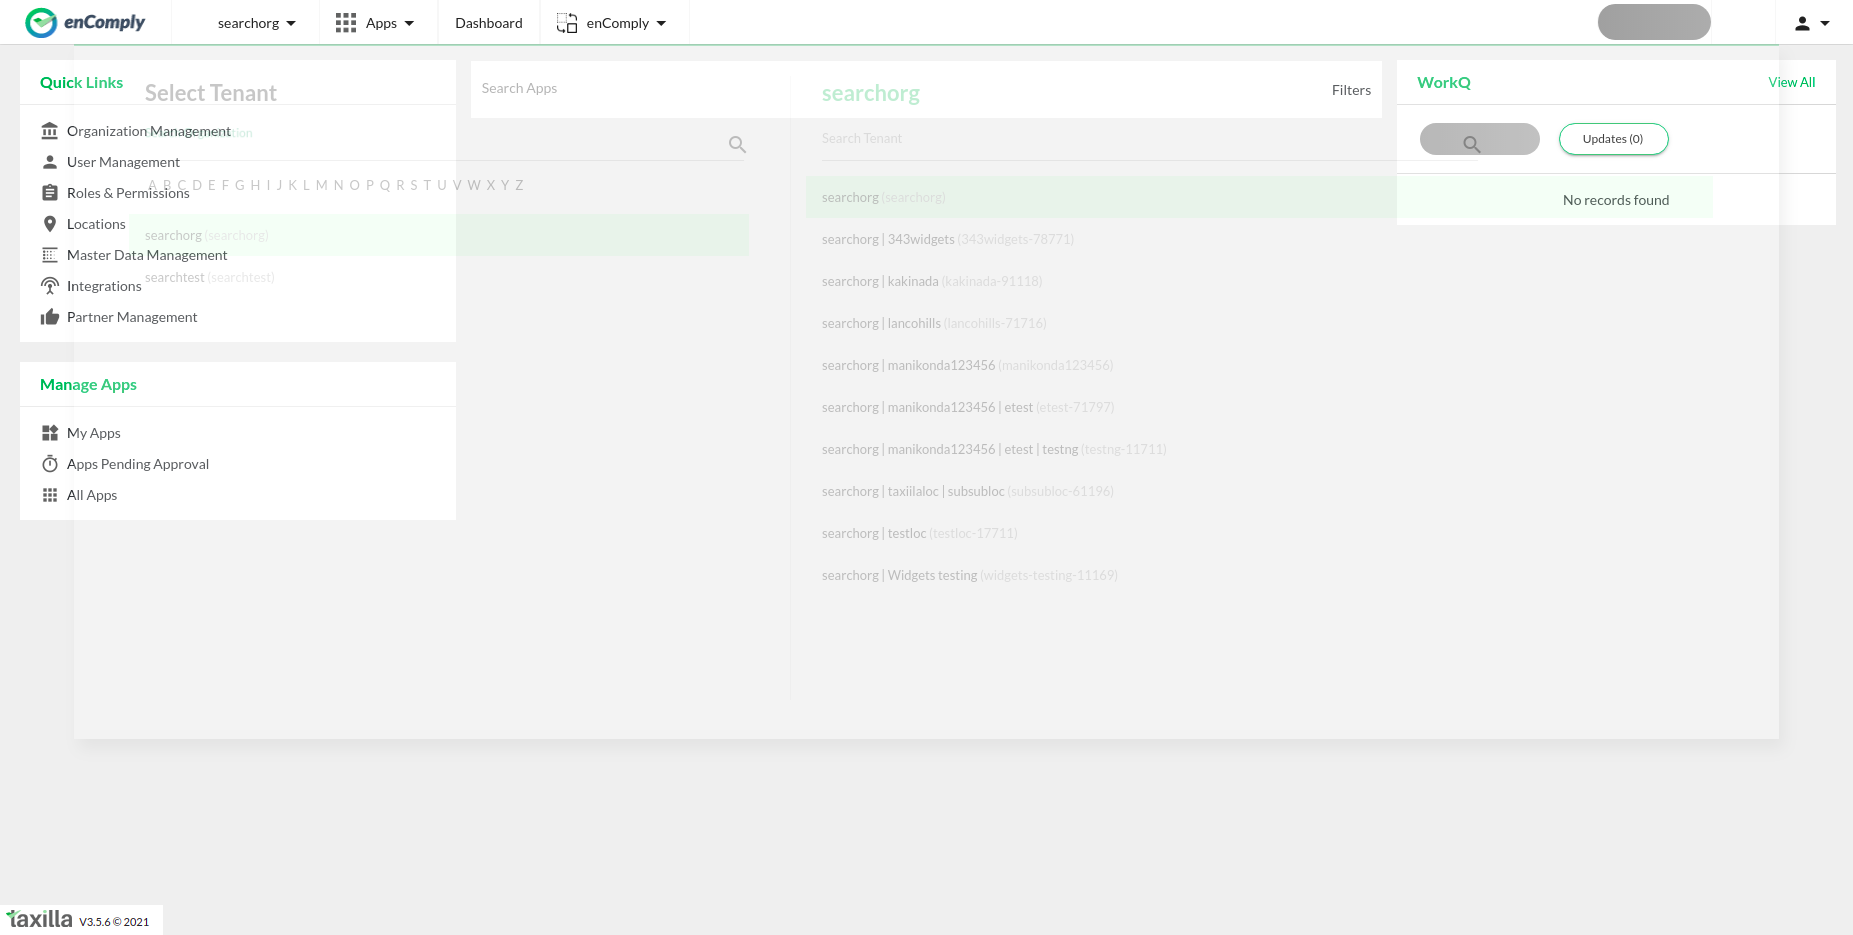 enComply
searchorg
Apps
Dashboard
enComply
Quick Links
Organization Management
User Management
Roles & Permissions
Locations
Master Data Management
Integrations
Partner Management
Manage Apps
My Apps
Apps Pending Approval
All Apps
Select Tenant
A B C D E F G H I J K L M N O P Q R S T U V W X Y Z
searchorg (searchorg)
searchtest (searchtest)
Search Apps
Filters
searchorg
Search Tenant
searchorg (searchorg)
searchorg | 343widgets (343widgets-78771)
searchorg | kakinada (kakinada-91118)
searchorg | lancohills (lancohills-71716)
searchorg | manikonda123456 (manikonda123456)
searchorg | manikonda123456 | etest (etest-71797)
searchorg | manikonda123456 | etest | testng (testng-11711)
searchorg | taxiilaloc | subsubloc (subsubloc-61196)
searchorg | testloc (testloc-17711)
searchorg | Widgets testing (widgets-testing-11169)
WorkQ
View All
Updates (0)
No records found
taxilla V3.5.6 © 2021